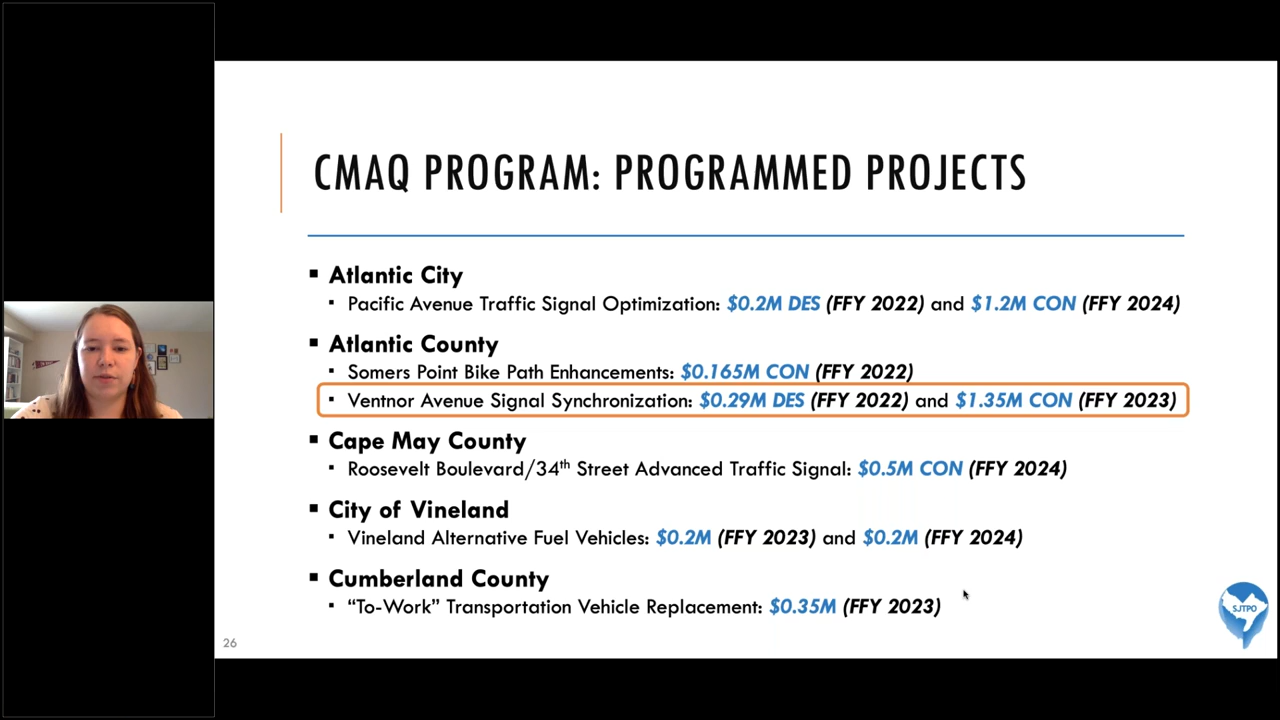 CMAQ PROGRAM: PROGRAMMED PROJECTS
▪ Atlantic City
▪ Pacific Avenue Traffic Signal Optimization: $0.2M DES (FFY 2022) and $1.2M CON (FFY 2024)
▪ Atlantic County
▪ Somers Point Bike Path Enhancements: $0.165M CON (FFY 2022)
▪ Ventnor Avenue Signal Synchronization: $0.29M DES (FFY 2022) and $1.35M CON (FFY 2023)
▪ Cape May County
▪ Roosevelt Boulevard/34th Street Advanced Traffic Signal: $0.5M CON (FFY 2024)
▪ City of Vineland
▪ Vineland Alternative Fuel Vehicles: $0.2M (FFY 2023) and $0.2M (FFY 2024)
▪ Cumberland County
▪ “To-Work” Transportation Vehicle Replacement: $0.35M (FFY 2023)
SJTPO
26